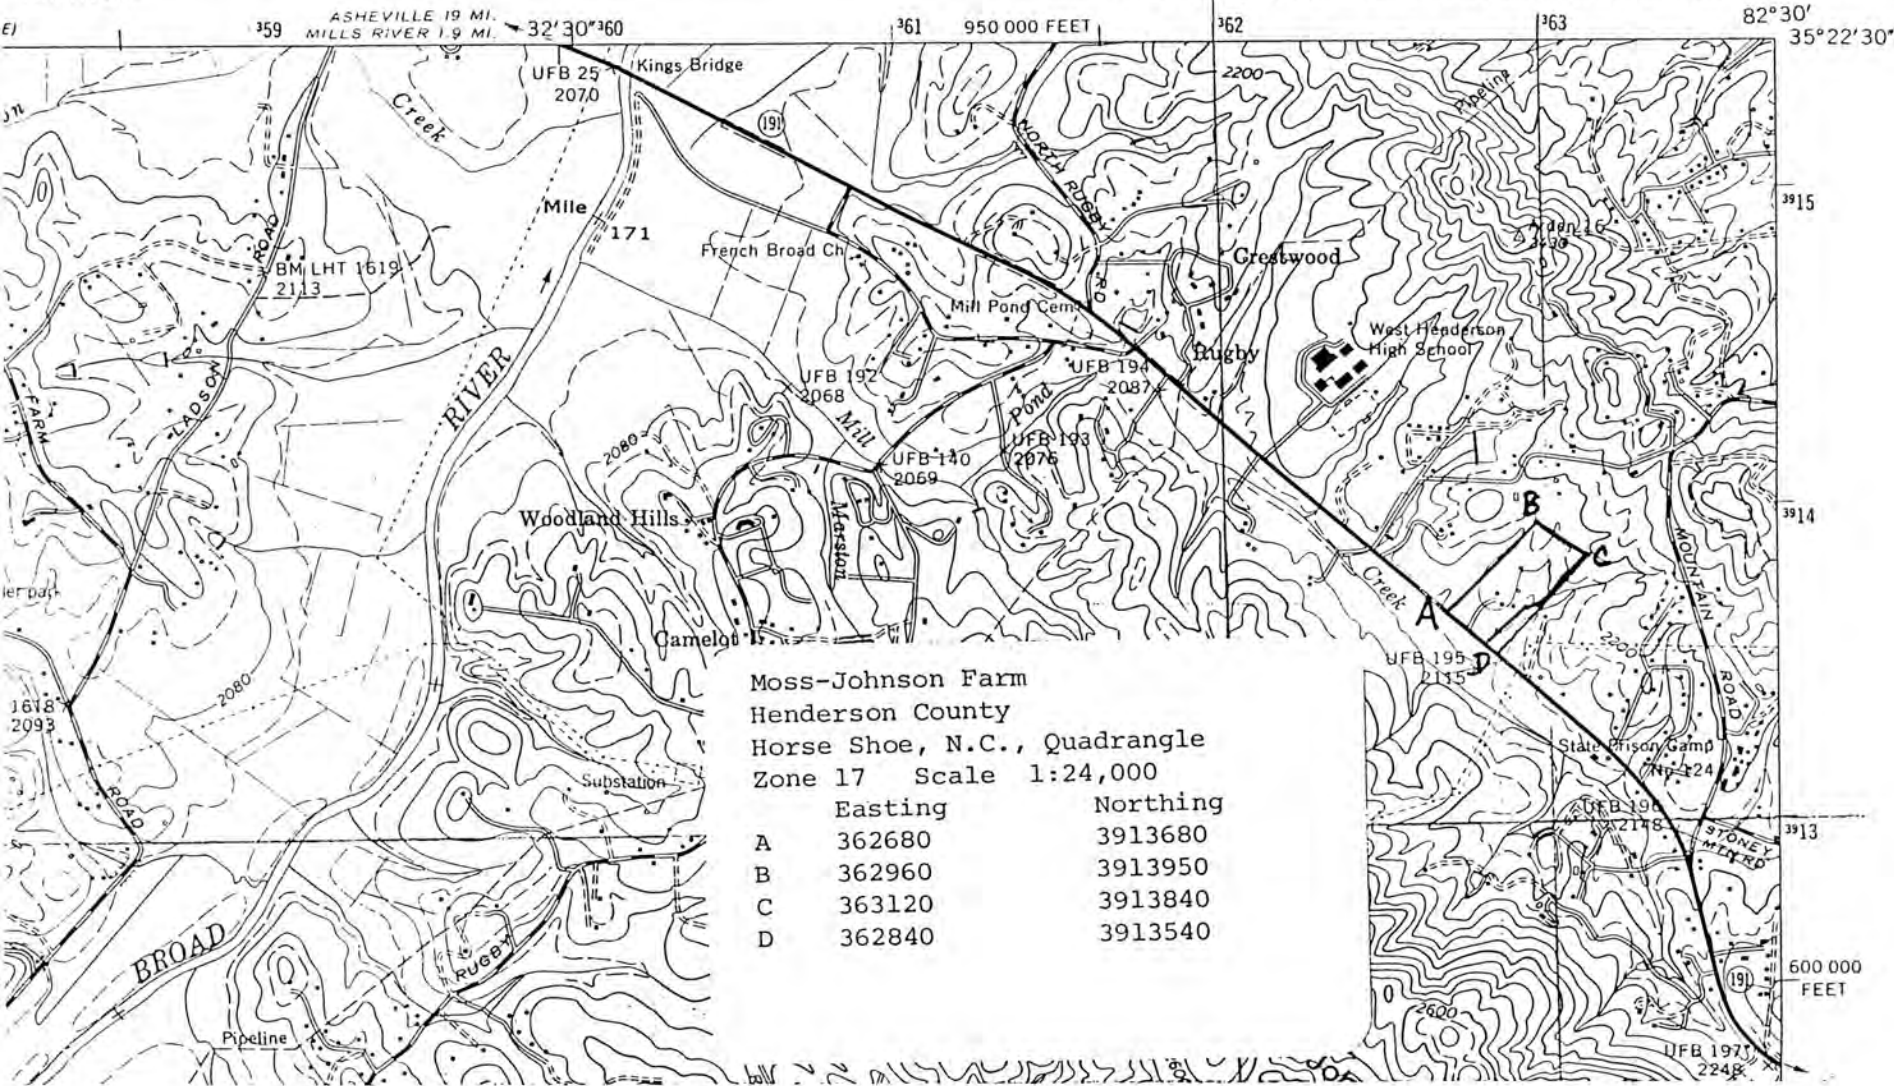 ASHEVILLE 19 MI.
MILLS RIVER 1.9 MI.
E)
³59
32'30"
³60
³61
950 000 FEET
³62
³63
82°30'
35°22'30"
UFB 25
2070
Kings Bridge
Creek
191
2200
Pipeline
NORTH RUGBY
RD
³⁹15
Mile
171
ROAD
BM LHT 1619
2113
French Broad Ch
Crestwood
Arden 16
Mill Pond Cem
West Henderson
High School
Rugby
RIVER
UFB 192
2068
UFB 194
2087
Mill
Pond
FARM
LADSON
2080
UFB 140
2069
UFB 193
2076
³⁹14
B
C
Woodland Hills
Marston
MOUNTAIN
ROAD
Creek
A
Camelot
2200
UFB 195
2115
D
1618
2093
2080
State Prison Camp
No 124
Substation
ROAD
UFB 196
2148
³⁹13
STONEY
MTN RD
Moss-Johnson Farm
Henderson County
Horse Shoe, N.C., Quadrangle
Zone 17 Scale 1:24,000
Easting Northing
A 362680 3913680
B 362960 3913950
C 363120 3913840
D 362840 3913540
BROAD
RUGBY
191
600 000
FEET
2600
Pipeline
UFB 197
2248